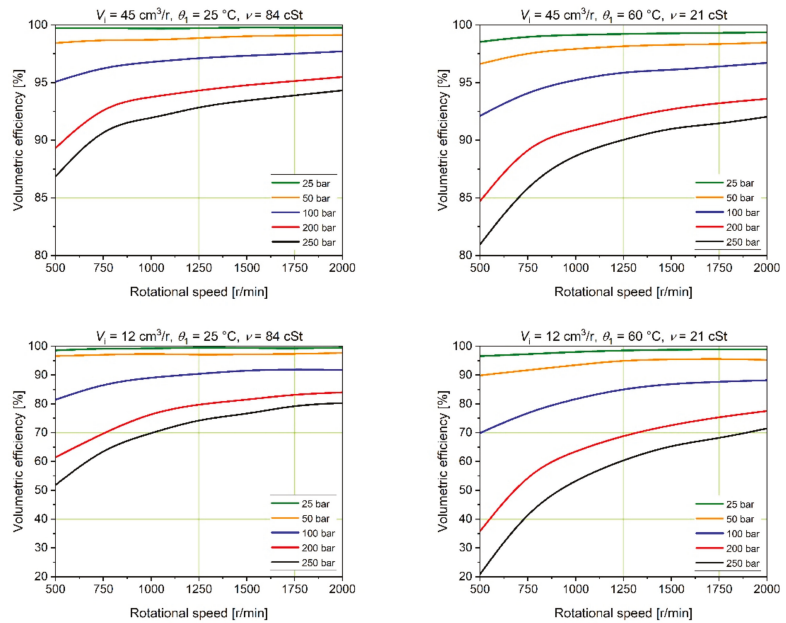 V_i = 45 cm³/r, θ₁ = 25 °C, ν = 84 cSt
Volumetric efficiency [%]
100
95
90
85
80
25 bar
50 bar
100 bar
200 bar
250 bar
500 750 1000 1250 1500 1750 2000
Rotational speed [r/min]
V_i = 45 cm³/r, θ₁ = 60 °C, ν = 21 cSt
Volumetric efficiency [%]
100
95
90
85
80
25 bar
50 bar
100 bar
200 bar
250 bar
500 750 1000 1250 1500 1750 2000
Rotational speed [r/min]
V_i = 12 cm³/r, θ₁ = 25 °C, ν = 84 cSt
Volumetric efficiency [%]
100
90
80
70
60
50
40
30
20
25 bar
50 bar
100 bar
200 bar
250 bar
500 750 1000 1250 1500 1750 2000
Rotational speed [r/min]
V_i = 12 cm³/r, θ₁ = 60 °C, ν = 21 cSt
Volumetric efficiency [%]
100
90
80
70
60
50
40
30
20
25 bar
50 bar
100 bar
200 bar
250 bar
500 750 1000 1250 1500 1750 2000
Rotational speed [r/min]